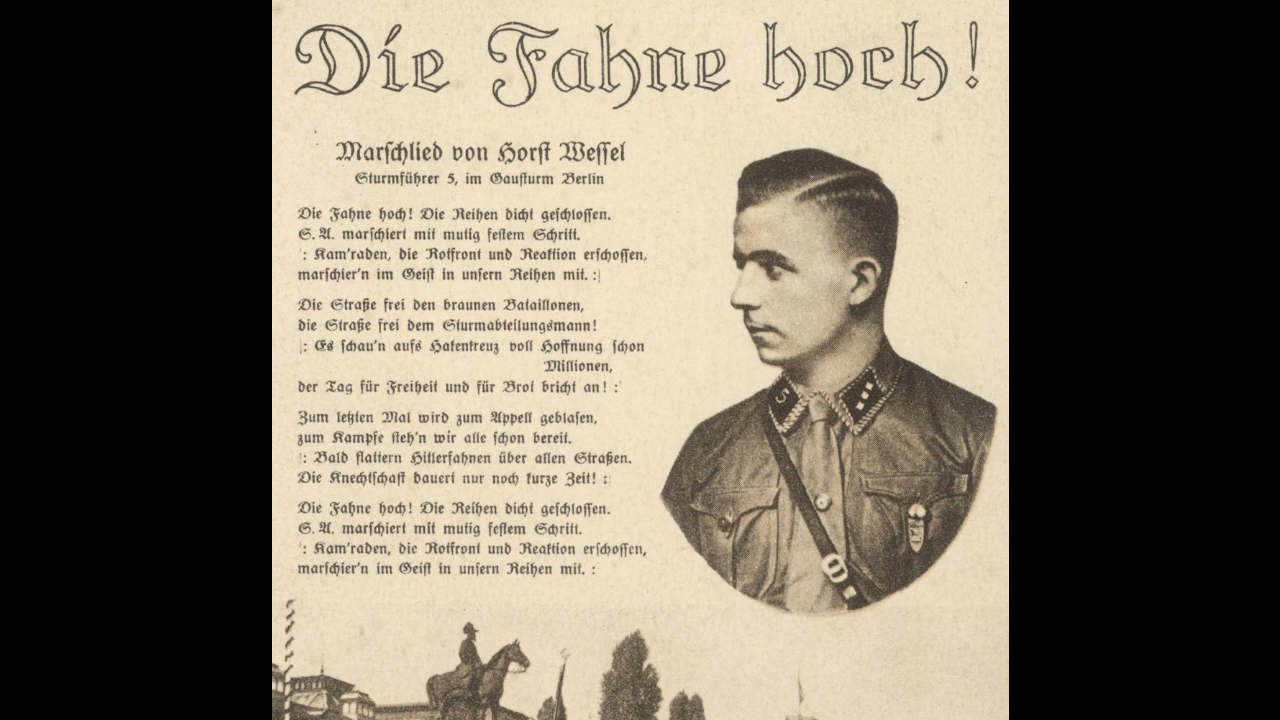 Die Fahne hoch!
Marschlied von Horst Wessel
Sturmführer 5, im Gausturm Berlin
Die Fahne hoch! Die Reihen dicht geschlossen.
S. A. marschiert mit mutig festem Schritt.
: Kam'raden, die Rotfront und Reaktion erschossen,
marschier'n im Geist in unsern Reihen mit. :|
Die Straße frei den braunen Bataillonen,
die Straße frei dem Sturmabteilungsmann!
|: Es schau'n aufs Hakenkreuz voll Hoffnung schon
Millionen,
der Tag für Freiheit und für Brot bricht an! :
Zum letzten Mal wird zum Appell geblasen,
zum Kampfe steh'n wir alle schon bereit.
|: Bald flattern Hitlerfahnen über allen Straßen.
Die Knechtschaft dauert nur noch kurze Zeit! :
Die Fahne hoch! Die Reihen dicht geschlossen.
S. A. marschiert mit mutig festem Schritt.
: Kam'raden, die Rotfront und Reaktion erschossen,
marschier'n im Geist in unsern Reihen mit. :
5